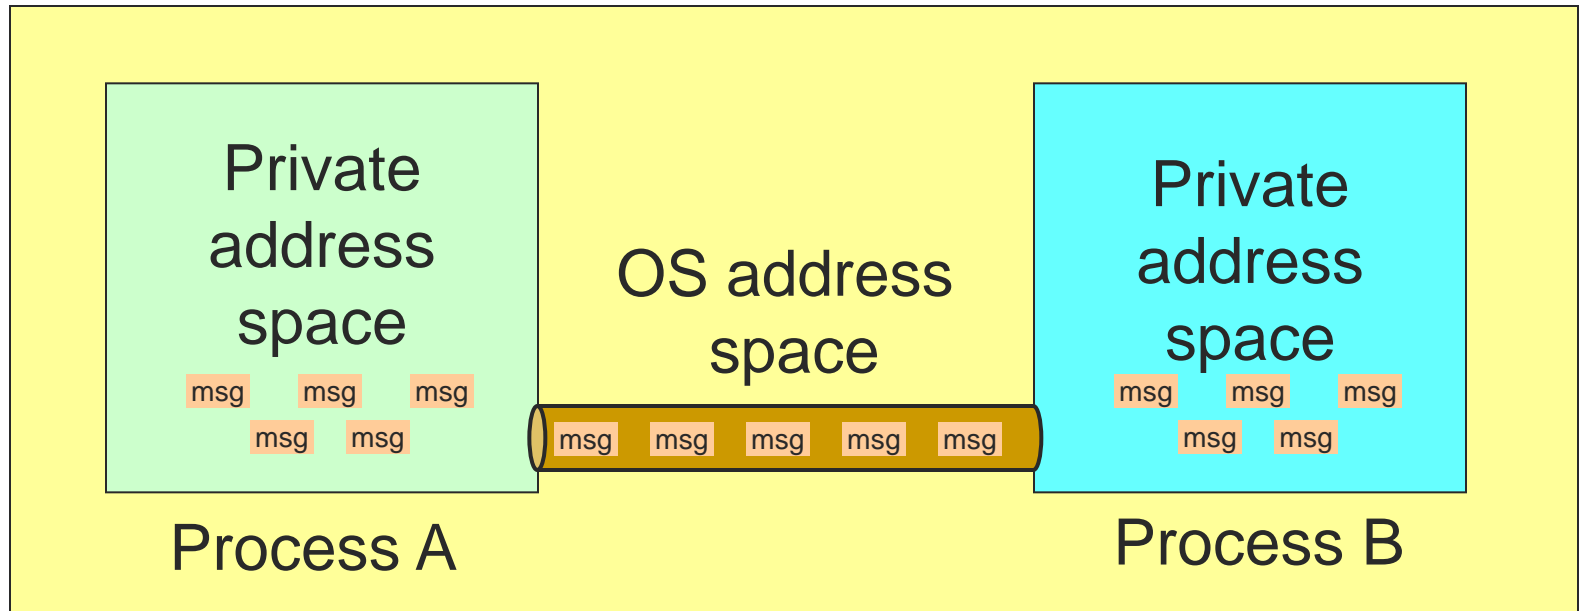 Private
address
space
msg msg msg
msg msg
Process A
OS address
space
msg msg msg msg msg
Private
address
space
msg msg msg
msg msg
Process B